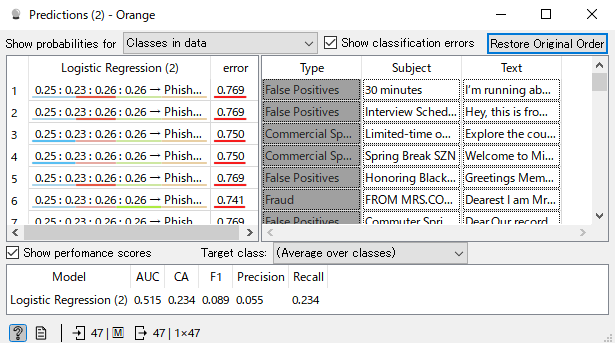 Predictions (2) - Orange
Show probabilities for Classes in data Show classification errors Restore Original Order
Logistic Regression (2) error Type Subject Text
1 0.25 : 0.23 : 0.26 : 0.26 → Phish... 0.769 False Positives 30 minutes I'm running ab...
2 0.25 : 0.23 : 0.26 : 0.26 → Phish... 0.769 False Positives Interview Sched... Hey, this is fro...
3 0.25 : 0.23 : 0.26 : 0.26 → Phish... 0.750 Commercial Sp... Limited-time o... Explore the cou...
4 0.25 : 0.23 : 0.26 : 0.26 → Phish... 0.750 Commercial Sp... Spring Break SZN Welcome to Mi...
5 0.25 : 0.23 : 0.26 : 0.26 → Phish... 0.769 False Positives Honoring Black... Greetings Mem...
6 0.25 : 0.23 : 0.26 : 0.26 → Phish... 0.741 Fraud FROM MRS.CO... Dearest I am Mr...
7 0.25 : 0.23 : 0.26 : 0.26 → Phish... 0.769 False Positives Commuter Spri... Dear Our record...
Show perfomance scores Target class: (Average over classes)
Model AUC CA F1 Precision Recall
Logistic Regression (2) 0.515 0.234 0.089 0.055 0.234
? 47 | M 47 | 1×47